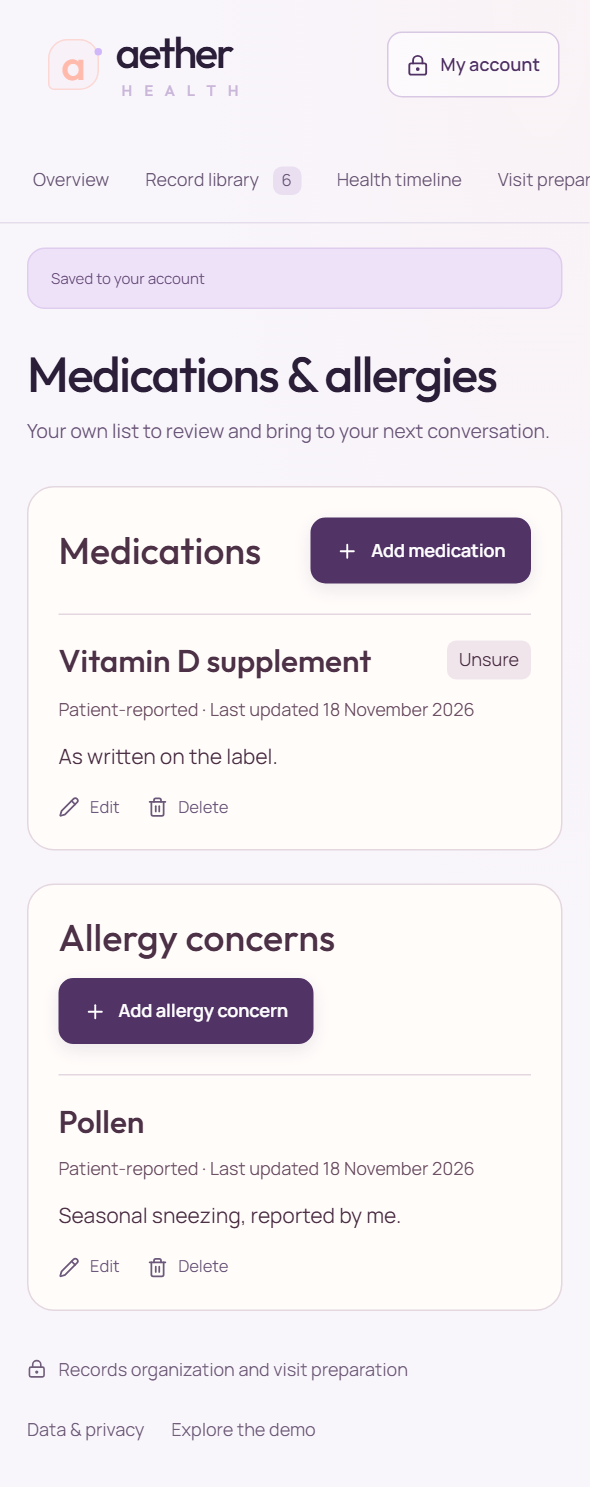 a
aether
HEALTH
My account
Overview Record library 6 Health timeline Visit prepar
Saved to your account
Medications & allergies
Your own list to review and bring to your next conversation.
Medications
+ Add medication
Vitamin D supplement
Unsure
Patient-reported · Last updated 18 November 2026
As written on the label.
Edit Delete
Allergy concerns
+ Add allergy concern
Pollen
Patient-reported · Last updated 18 November 2026
Seasonal sneezing, reported by me.
Edit Delete
Records organization and visit preparation
Data & privacy Explore the demo